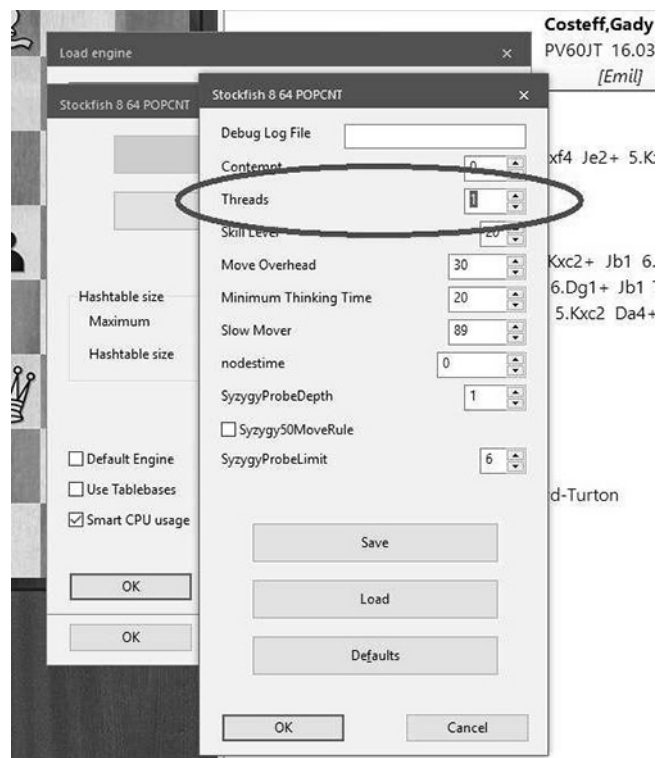 Costeff,Gady
Load engine
PV60JT 16.03
[Emil]
Stockfish 8 64 POPCNT
Stockfish 8 64 POPCNT
Debug Log File
Contempt 0
xf4 Je2+ 5.K
Threads 1
Skill Level 20
Move Overhead 30
Kxc2+ Jb1 6.
Hashtable size
Minimum Thinking Time 20
6.Dg1+ Jb1
Maximum
Slow Mover 89
5.Kxc2 Da4+
Hashtable size
nodestime 0
SyzygyProbeDepth 1
Syzygy50MoveRule
Default Engine
SyzygyProbeLimit 6
Use Tablebases
d-Turton
Smart CPU usage
Save
OK
Load
OK
Defaults
OK
Cancel